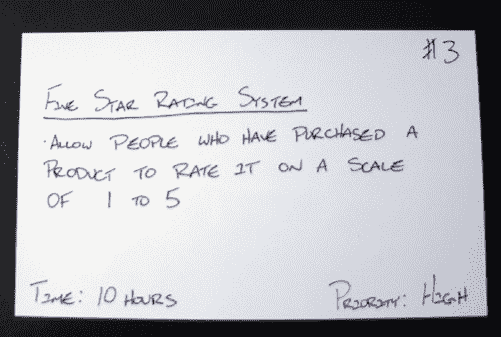 #3
Five Star Rating System
·Allow people who have purchased a
product to rate it on a scale
of 1 to 5
Time: 10 hours
Priority: High